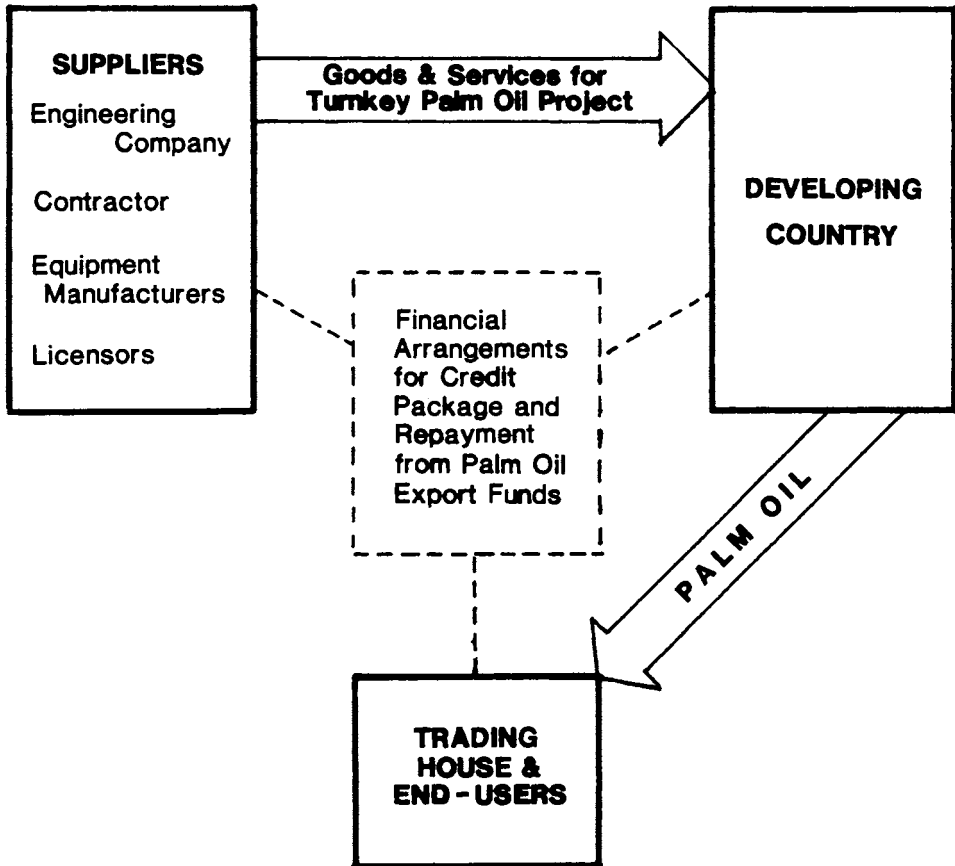 SUPPLIERS
Engineering
Company
Contractor
Equipment
Manufacturers
Licensors
Goods & Services for
Turnkey Palm Oil Project
DEVELOPING
COUNTRY
Financial
Arrangements
for Credit
Package and
Repayment
from Palm Oil
Export Funds
PALM OIL
TRADING
HOUSE &
END-USERS